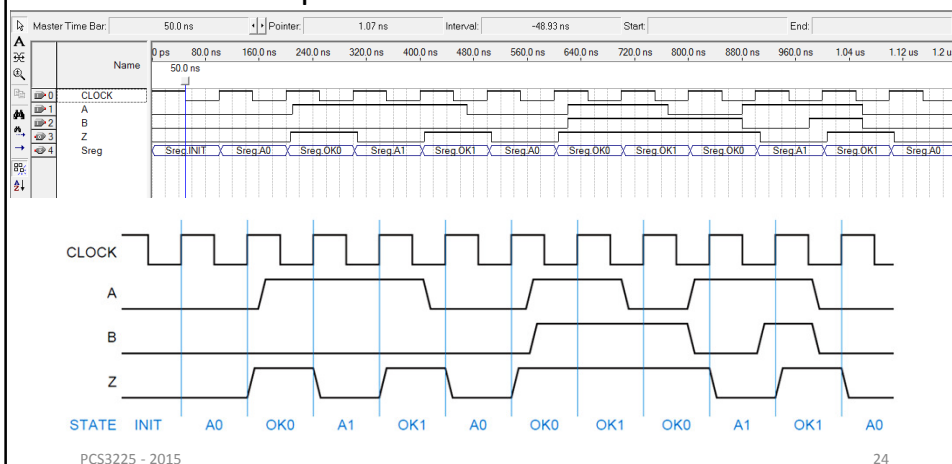 Master Time Bar: 50.0 ns Pointer: 1.07 ns Interval: -48.93 ns Start: End:
Name
0 ps 80.0 ns 160.0 ns 240.0 ns 320.0 ns 400.0 ns 480.0 ns 560.0 ns 640.0 ns 720.0 ns 800.0 ns 880.0 ns 960.0 ns 1.04 us 1.12 us 1.2 u
50.0 ns
0 CLOCK
1 A
2 B
3 Z
4 Sreg Sreg.INIT Sreg.A0 Sreg.OK0 Sreg.A1 Sreg.OK1 Sreg.A0 Sreg.OK0 Sreg.OK1 Sreg.OK0 Sreg.A1 Sreg.OK1 Sreg.A0
CLOCK
A
B
Z
STATE INIT A0 OK0 A1 OK1 A0 OK0 OK1 OK0 A1 OK1 A0
PCS3225 - 2015 24